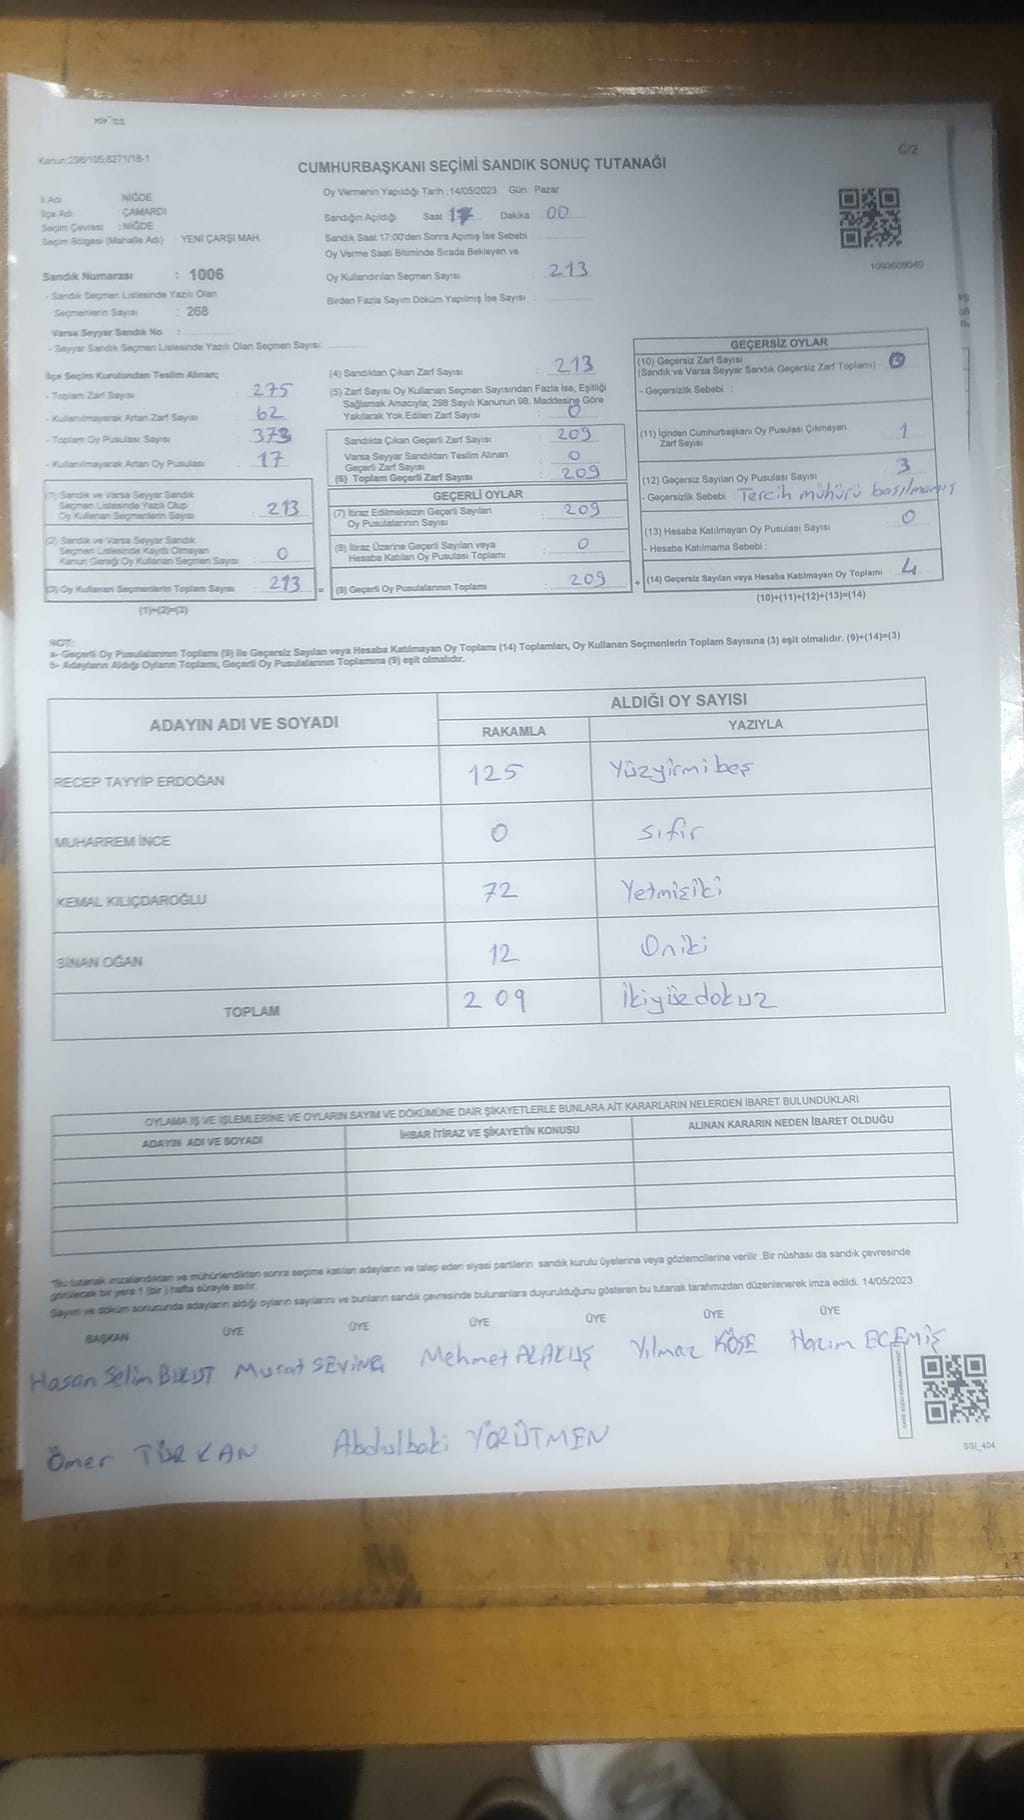 SSI_404
Kanun:298/105;6271/18-1
C/2
CUMHURBAŞKANI SEÇİMİ SANDIK SONUÇ TUTANAĞI
İl Adı : NİĞDE
İlçe Adı : ÇAMARDI
Seçim Çevresi : NİĞDE
Seçim Bölgesi (Mahalle Adı) : YENİ ÇARŞI MAH.
Oy Vermenin Yapıldığı Tarih : 14/05/2023 Gün : Pazar
Sandığın Açıldığı Saat : 17 Dakika : 00
Sandık Saat 17:00'den Sonra Açımış İse Sebebi :
Oy Verme Saati Bitiminde Sırada Bekleyen ve
Oy Kullandırılan Seçmen Sayısı : 213
Birden Fazla Sayım Döküm Yapılmış İse Sayısı :
1093609040
Sandık Numarası : 1006
- Sandık Seçmen Listesinde Yazılı Olan
Seçmenlerin Sayısı : 268
Varsa Seyyar Sandık No :
- Seyyar Sandık Seçmen Listesinde Yazılı Olan Seçmen Sayısı:
İlçe Seçim Kurulundan Teslim Alınan;
- Toplam Zarf Sayısı : 275
- Kullanılmayarak Artan Zarf Sayısı : 62
- Toplam Oy Pusulası Sayısı : 373
- Kullanılmayarak Artan Oy Pusulası : 17
(1) Sandık ve Varsa Seyyar Sandık
Seçmen Listesinde Yazılı Olup
Oy Kullanan Seçmenlerin Sayısı : 213
(2) Sandık ve Varsa Seyyar Sandık
Seçmen Listesinde Kayıtlı Olmayan
Kanun Gereği Oy Kullanan Seçmen Sayısı : 0
(3) Oy Kullanan Seçmenlerin Toplam Sayısı : 213 =
(1)+(2)=(3)
(4) Sandıktan Çıkan Zarf Sayısı : 213
(5) Zarf Sayısı Oy Kullanan Seçmen Sayısından Fazla İse, Eşitliği
Sağlamak Amacıyla, 298 Sayılı Kanunun 98. Maddesine Göre
Yakılarak Yok Edilen Zarf Sayısı : 0
Sandıkta Çıkan Geçerli Zarf Sayısı : 209
Varsa Seyyar Sandıktan Teslim Alınan
Geçerli Zarf Sayısı : 0
(6) Toplam Geçerli Zarf Sayısı : 209
GEÇERLİ OYLAR
(7) İtiraz Edilmeksizin Geçerli Sayılan
Oy Pusulalarının Sayısı : 209
(8) İtiraz Üzerine Geçerli Sayılan veya
Hesaba Katılan Oy Pusulası Toplamı : 0
(9) Geçerli Oy Pusulalarının Toplamı : 209 +
GEÇERSİZ OYLAR
(10) Geçersiz Zarf Sayısı
(Sandık ve Varsa Seyyar Sandık Geçersiz Zarf Toplamı) :
- Geçersizlik Sebebi :
(11) İçinden Cumhurbaşkanı Oy Pusulası Çıkmayan
Zarf Sayısı : 1
(12) Geçersiz Sayılan Oy Pusulası Sayısı : 3
- Geçersizlik Sebebi : Tercih mühürü basılmamış
(13) Hesaba Katılmayan Oy Pusulası Sayısı : 0
- Hesaba Katılmama Sebebi :
(14) Geçersiz Sayılan veya Hesaba Katılmayan Oy Toplamı : 4
(10)+(11)+(12)+(13)=(14)
NOT:
a- Geçerli Oy Pusulalarının Toplamı (9) ile Geçersiz Sayılan veya Hesaba Katılmayan Oy Toplamı (14) Toplamları, Oy Kullanan Seçmenlerin Toplam Sayısına (3) eşit olmalıdır. (9)+(14)=(3)
b- Adayların Aldığı Oyların Toplamı, Geçerli Oy Pusulalarının Toplamına (9) eşit olmalıdır.
ADAYIN ADI VE SOYADI
ALDIĞI OY SAYISI
RAKAMLA YAZIYLA
RECEP TAYYİP ERDOĞAN 125 Yüzyirmibeş
MUHARREM İNCE 0 sıfır
KEMAL KILIÇDAROĞLU 72 Yetmişiki
SİNAN OĞAN 12 Oniki
TOPLAM 209 ikiyüzdokuz
OYLAMA İŞ VE İŞLEMLERİNE VE OYLARIN SAYIM VE DÖKÜMÜNE DAİR ŞİKAYETLERLE BUNLARA AİT KARARLARIN NELERDEN İBARET BULUNDUKLARI
ADAYIN ADI VE SOYADI İHBAR İTİRAZ VE ŞİKAYETİN KONUSU ALINAN KARARIN NEDEN İBARET OLDUĞU
"Bu tutanak imzalandıktan ve mühürlendikten sonra seçime katılan adayların ve talep eden siyasi partilerin sandık kurulu üyelerine veya gözlemcilerine verilir .Bir nüshası da sandık çevresinde
görülecek bir yere 1 (bir ) hafta süreyle asılır.
Sayım ve döküm sonucunda adayların aldığı oyların sayılarını ve bunların sandık çevresinde bulunanlara duyurulduğunu gösteren bu tutanak tarafımızdan düzenlenerek imza edildi. 14/05/2023
BAŞKAN ÜYE ÜYE ÜYE ÜYE ÜYE ÜYE
Hasan Selim BULUT Murat SEVİNÇ Mehmet ALAKUŞ Yılmaz KÖSE Hazım ECEMİŞ
Ömer TÜRKAN Abdulbaki YÖRÜTMEN
SSI_404